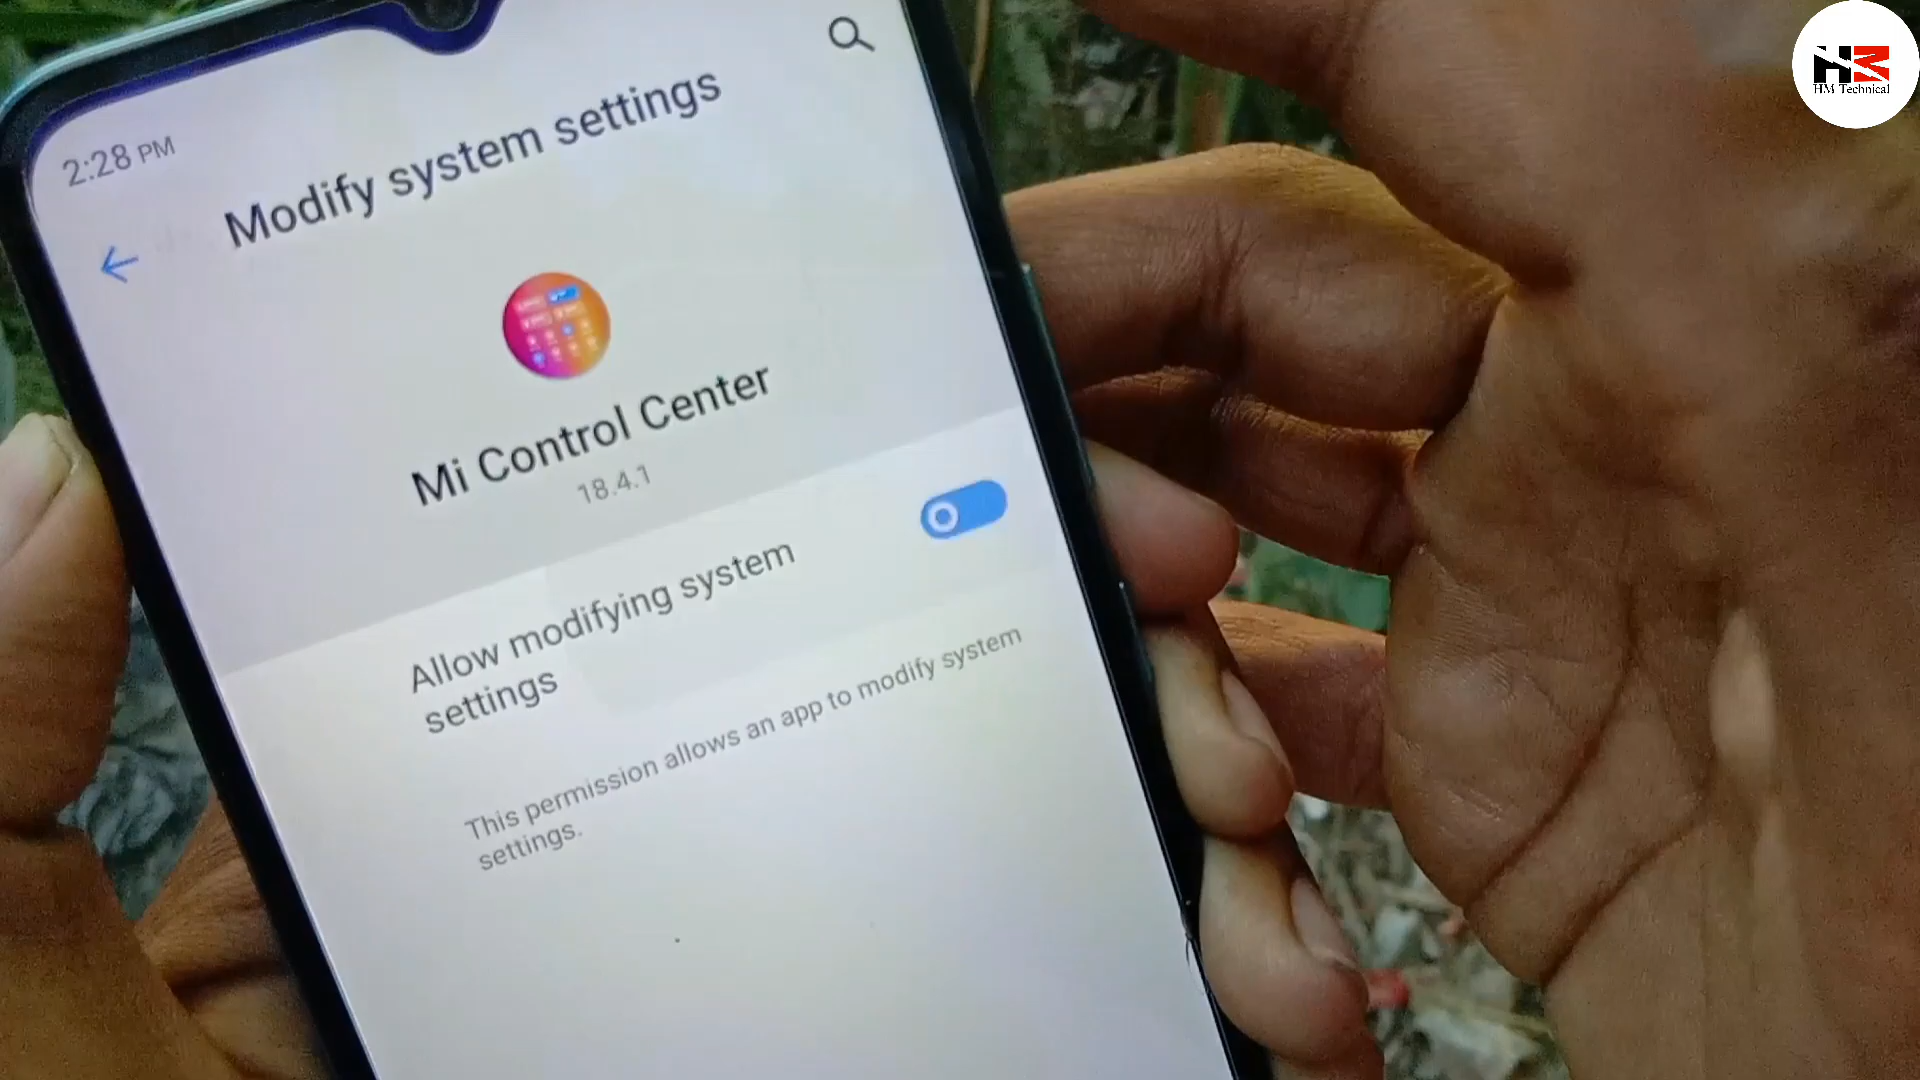 HM Technical
2:28 PM
Modify system settings
Mi Control Center
18.4.1
Allow modifying system
settings
This permission allows an app to modify system
settings.